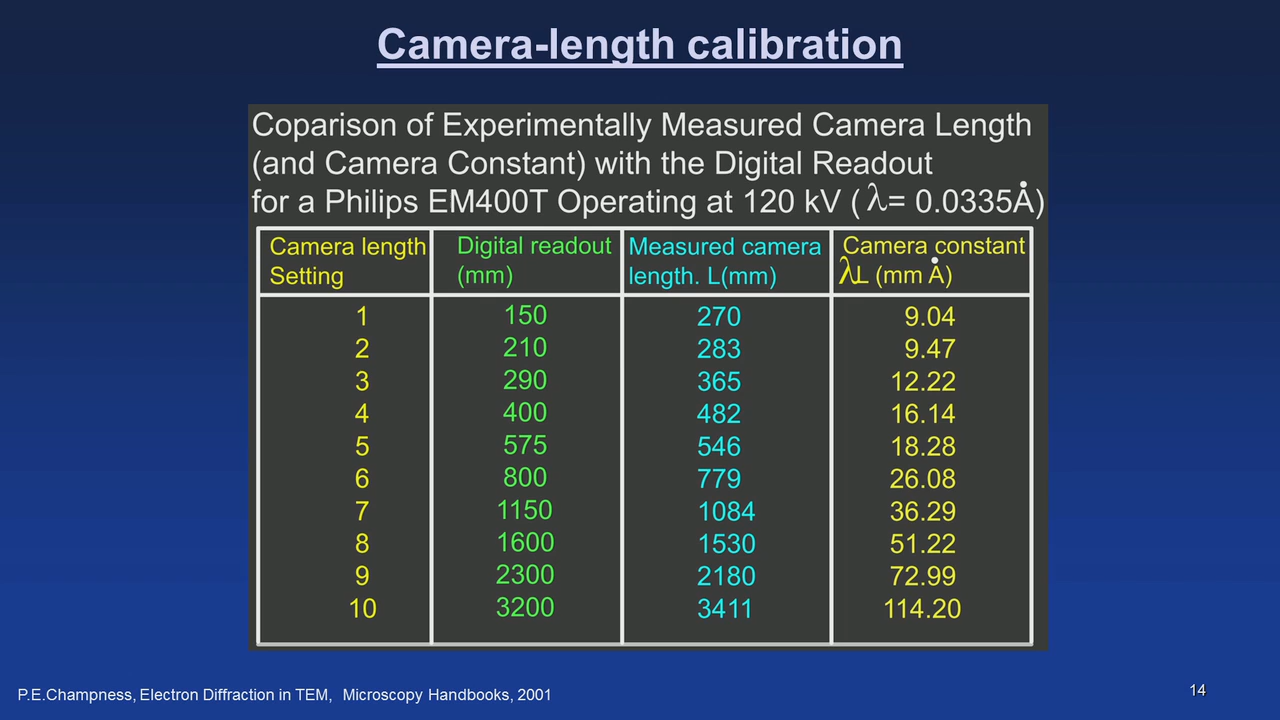 Camera-length calibration
Coparison of Experimentally Measured Camera Length
(and Camera Constant) with the Digital Readout
for a Philips EM400T Operating at 120 kV ( λ= 0.0335Å)
Camera length Setting | Digital readout (mm) | Measured camera length. L(mm) | Camera constant λL (mm Å)
1 150 270 9.04
2 210 283 9.47
3 290 365 12.22
4 400 482 16.14
5 575 546 18.28
6 800 779 26.08
7 1150 1084 36.29
8 1600 1530 51.22
9 2300 2180 72.99
10 3200 3411 114.20
P.E.Champness, Electron Diffraction in TEM, Microscopy Handbooks, 2001
14